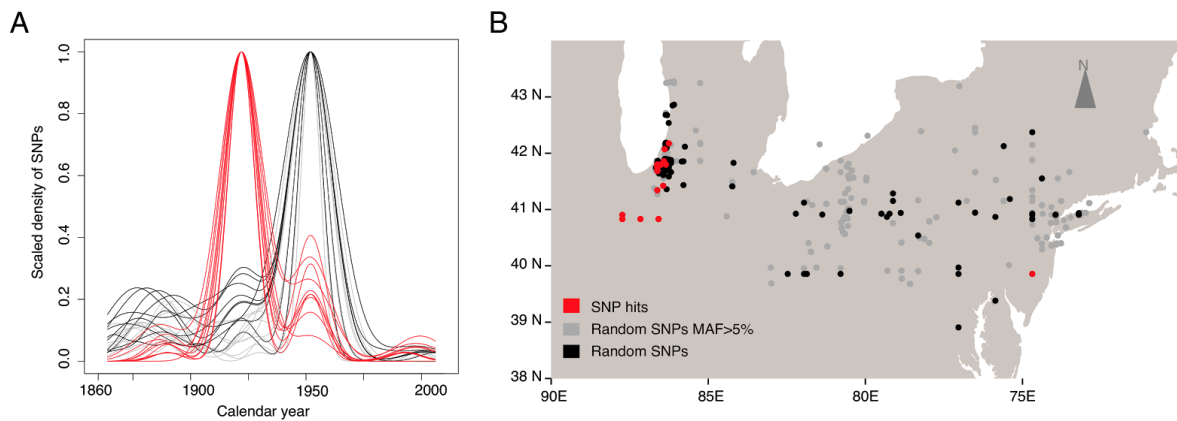 A
Scaled density of SNPs
1.0
0.8
0.6
0.4
0.2
0.0
1860
1900
1950
2000
Calendar year
B
N
43 N
42 N
41 N
40 N
39 N
38 N
SNP hits
Random SNPs MAF>5%
Random SNPs
90E
85E
80E
75E